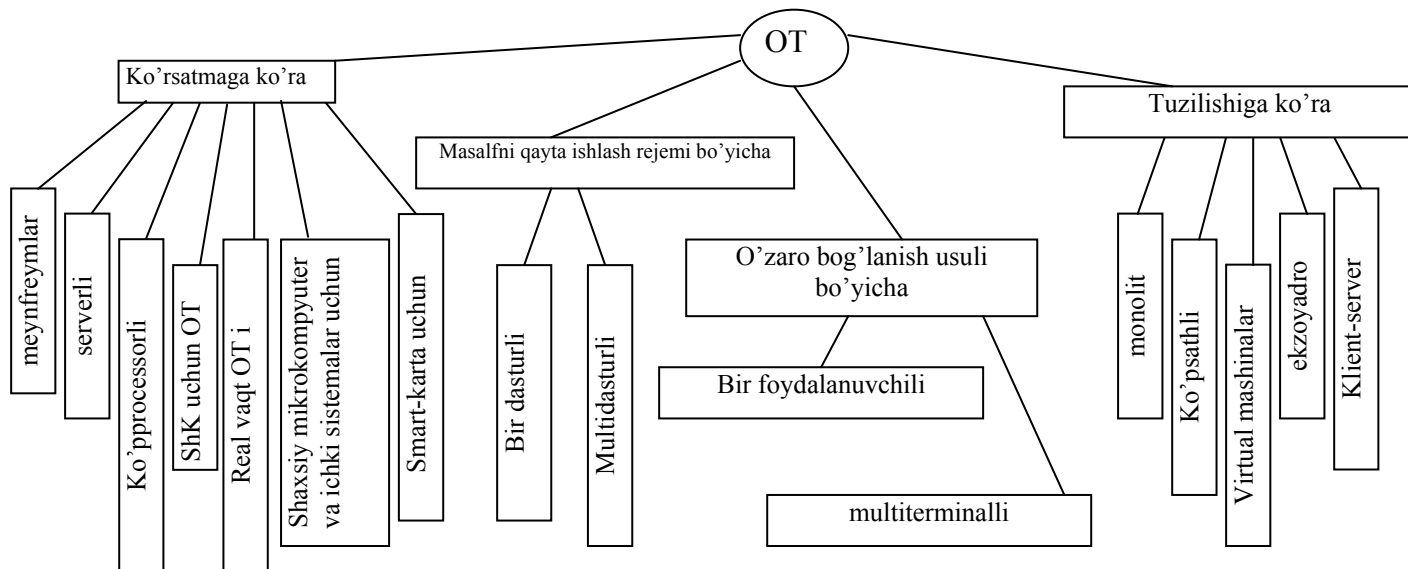 OT
Ko’rsatmaga ko’ra
Masalfni qayta ishlash rejemi bo’yicha
O’zaro bog’lanish usuli
bo’yicha
Tuzilishiga ko’ra
meynfreymlar
serverli
Ko’pprocessorli
ShK uchun OT
Real vaqt OT i
Shaxsiy mikrokompyuter
va ichki sistemalar uchun
Smart-karta uchun
Bir dasturli
Multidasturli
Bir foydalanuvchili
multiterminalli
monolit
Ko’psathli
Virtual mashinalar
ekzoyadro
Klient-server